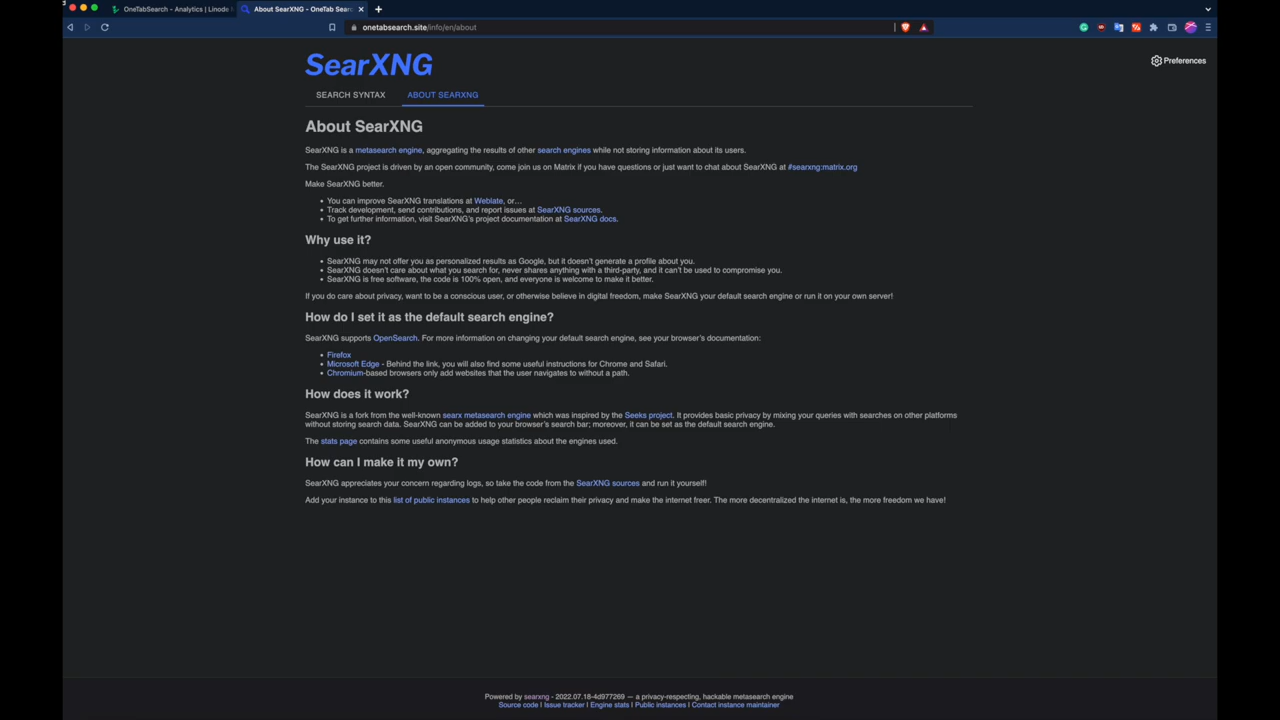 OneTabSearch - Analytics | Linode
About SearXNG - OneTab Sear
onetabsearch.site/info/en/about
SearXNG
Preferences
SEARCH SYNTAX
ABOUT SEARXNG
About SearXNG
SearXNG is a metasearch engine, aggregating the results of other search engines while not storing information about its users.
The SearXNG project is driven by an open community, come join us on Matrix if you have questions or just want to chat about SearXNG at #searxng:matrix.org
Make SearXNG better.
• You can improve SearXNG translations at Weblate, or...
• Track development, send contributions, and report issues at SearXNG sources.
• To get further information, visit SearXNG's project documentation at SearXNG docs.
Why use it?
• SearXNG may not offer you as personalized results as Google, but it doesn't generate a profile about you.
• SearXNG doesn't care about what you search for, never shares anything with a third-party, and it can't be used to compromise you.
• SearXNG is free software, the code is 100% open, and everyone is welcome to make it better.
If you do care about privacy, want to be a conscious user, or otherwise believe in digital freedom, make SearXNG your default search engine or run it on your own server!
How do I set it as the default search engine?
SearXNG supports OpenSearch. For more information on changing your default search engine, see your browser's documentation:
• Firefox
• Microsoft Edge - Behind the link, you will also find some useful instructions for Chrome and Safari.
• Chromium-based browsers only add websites that the user navigates to without a path.
How does it work?
SearXNG is a fork from the well-known searx metasearch engine which was inspired by the Seeks project. It provides basic privacy by mixing your queries with searches on other platforms
without storing search data. SearXNG can be added to your browser's search bar; moreover, it can be set as the default search engine.
The stats page contains some useful anonymous usage statistics about the engines used.
How can I make it my own?
SearXNG appreciates your concern regarding logs, so take the code from the SearXNG sources and run it yourself!
Add your instance to this list of public instances to help other people reclaim their privacy and make the internet freer. The more decentralized the internet is, the more freedom we have!
Powered by searxng - 2022.07.18-4d977269 — a privacy-respecting, hackable metasearch engine
Source code | Issue tracker | Engine stats | Public instances | Contact instance maintainer